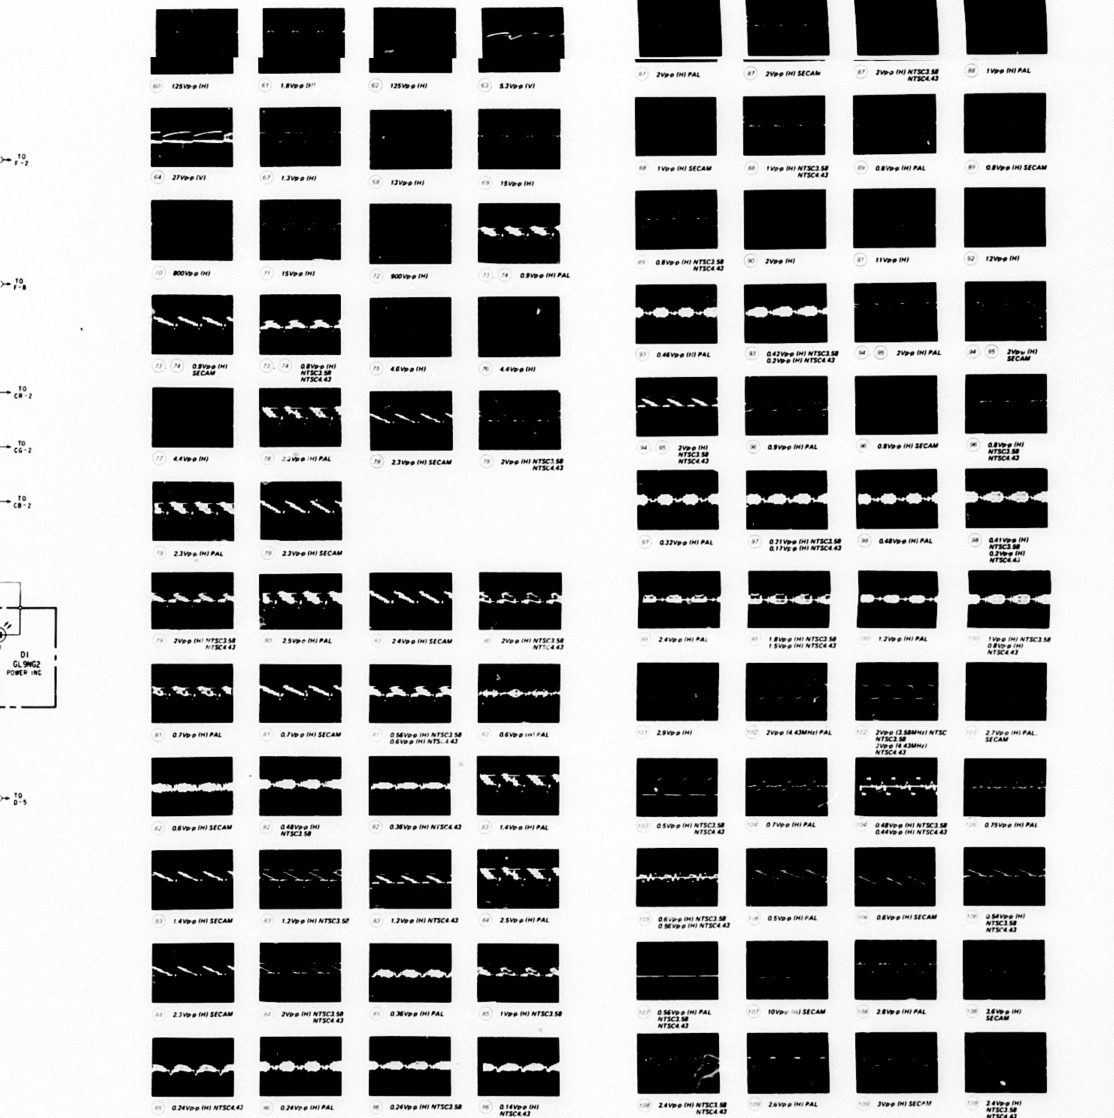 TO
F-2
TO
F-8
TO
CR-2
TO
CG-2
TO
CB-2
D1
GL9NG2
POWER IND
TO
D-5
60 125Vp-p (H)
61 1.8Vp-p (H)
62 125Vp-p (H)
63 5.3Vp-p (V)
64 27Vp-p (V)
67 1.3Vp-p (H)
68 13Vp-p (H)
69 15Vp-p (H)
70 800Vp-p (H)
71 15Vp-p (H)
72 900Vp-p (H)
73 74 0.9Vp-p (H) PAL
73 74 0.9Vp-p (H)
SECAM
73 74 0.8Vp-p (H)
NTSC3.58
NTSC4.43
75 4.6Vp-p (H)
76 4.4Vp-p (H)
77 4.4Vp-p (H)
78 Vp-p (H) PAL
78 2.3Vp-p (H) SECAM
2Vp-p (H) NTSC3.58
NTSC4.43
79 2.3Vp-p (H) PAL
79 2.3Vp-p (H) SECAM
79 2Vp-p (H) NTSC3.58
NTSC4.43
80 2.5Vp-p (H) PAL
80 2.4Vp-p (H) SECAM
80 2Vp-p (H) NTSC3.58
NTSC4.43
81 0.7Vp-p (H) PAL
81 0.7Vp-p (H) SECAM
81 0.56Vp-p (H) NTSC3.58
0.6Vp-p (H) NTSC4.43
82 0.6Vp-p (H) PAL
82 0.6Vp-p (H) SECAM
82 0.48Vp-p (H)
NTSC3.58
82 0.36Vp-p (H) NTSC4.43
83 1.4Vp-p (H) PAL
83 1.4Vp-p (H) SECAM
83 1.2Vp-p (H) NTSC3.58
83 1.2Vp-p (H) NTSC4.43
84 2.5Vp-p (H) PAL
84 2.3Vp-p (H) SECAM
84 2Vp-p (H) NTSC3.58
NTSC4.43
85 0.36Vp-p (H) PAL
85 1Vp-p (H) NTSC3.58
85 0.24Vp-p (H) NTSC4.43
86 0.24Vp-p (H) PAL
86 0.24Vp-p (H) NTSC3.58
86 0.14Vp-p (H)
NTSC4.43
87 2Vp-p (H) PAL
87 2Vp-p (H) SECAM
87 2Vp-p (H) NTSC3.58
NTSC4.43
88 1Vp-p (H) PAL
88 1Vp-p (H) SECAM
88 1Vp-p (H) NTSC3.58
NTSC4.43
89 0.8Vp-p (H) PAL
89 0.8Vp-p (H) SECAM
89 0.8Vp-p (H) NTSC3.58
NTSC4.43
90 2Vp-p (H)
91 11Vp-p (H)
92 12Vp-p (H)
93 0.46Vp-p (H) PAL
93 0.42Vp-p (H) NTSC3.58
0.2Vp-p (H) NTSC4.43
94 95 2Vp-p (H) PAL
94 95 2Vp-p (H)
SECAM
94 95 2Vp-p (H)
NTSC3.58
NTSC4.43
96 0.9Vp-p (H) PAL
96 0.8Vp-p (H) SECAM
96 0.8Vp-p (H)
NTSC3.58
NTSC4.43
97 0.32Vp-p (H) PAL
97 0.21Vp-p (H) NTSC3.58
0.17Vp-p (H) NTSC4.43
98 0.48Vp-p (H) PAL
98 0.41Vp-p (H)
NTSC3.58
0.2Vp-p (H)
NTSC4.43
99 2.4Vp-p (H) PAL
99 1.8Vp-p (H) NTSC3.58
1.5Vp-p (H) NTSC4.43
100 1.2Vp-p (H) PAL
100 1Vp-p (H) NTSC3.58
0.8Vp-p (H)
NTSC4.43
101 2.9Vp-p (H)
102 2Vp-p (4.43MHz) PAL
102 2Vp-p (3.58MHz) NTSC
NTSC3.58
2Vp-p (4.43MHz)
NTSC4.43
103 2.7Vp-p (H) PAL,
SECAM
103 0.5Vp-p (H) NTSC3.58
NTSC4.43
104 0.7Vp-p (H) PAL
104 0.48Vp-p (H) NTSC3.58
0.44Vp-p (H) NTSC4.43
105 0.75Vp-p (H) PAL
105 0.6Vp-p (H) NTSC3.58
0.56Vp-p (H) NTSC4.43
106 0.5Vp-p (H) PAL
106 0.6Vp-p (H) SECAM
106 0.54Vp-p (H)
NTSC3.58
NTSC4.43
107 0.56Vp-p (H) PAL
NTSC3.58
NTSC4.43
107 10Vp-p (H) SECAM
108 2.8Vp-p (H) PAL
108 3.6Vp-p (H)
SECAM
108 2.4Vp-p (H) NTSC3.58
NTSC4.43
109 2.6Vp-p (H) PAL
109 3Vp-p (H) SECAM
109 2.4Vp-p (H)
NTSC3.58
NTSC4.43